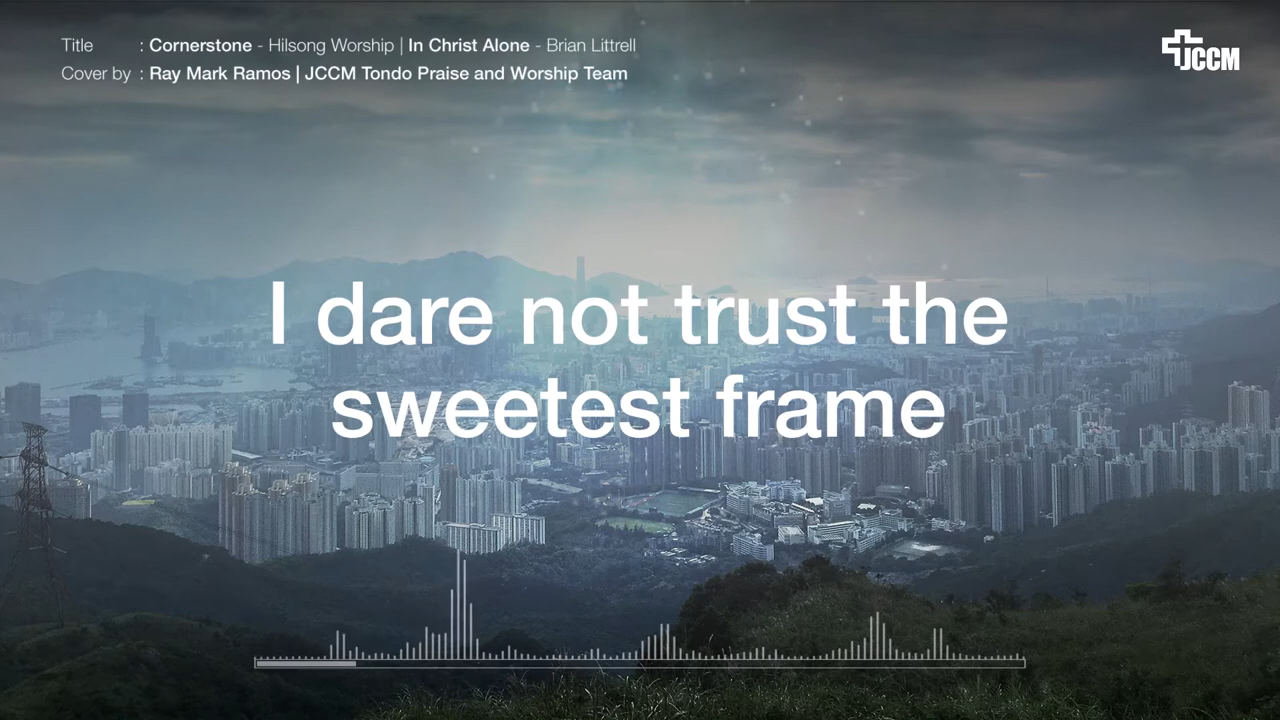 Title : Cornerstone - Hilsong Worship | In Christ Alone - Brian Littrell
Cover by : Ray Mark Ramos | JCCM Tondo Praise and Worship Team
JCCM
I dare not trust the
sweetest frame